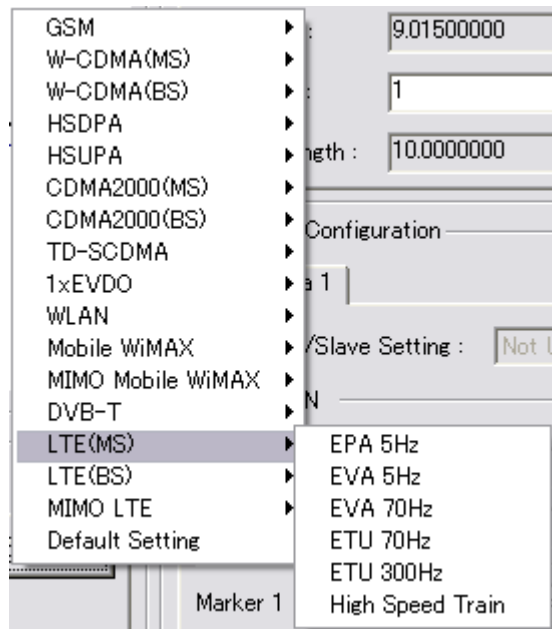 GSM
W-CDMA(MS)
W-CDMA(BS)
HSDPA
HSUPA
CDMA2000(MS)
CDMA2000(BS)
TD-SCDMA
1xEVDO
WLAN
Mobile WiMAX
MIMO Mobile WiMAX
DVB-T
LTE(MS)
LTE(BS)
MIMO LTE
Default Setting
EPA 5Hz
EVA 5Hz
EVA 70Hz
ETU 70Hz
ETU 300Hz
High Speed Train
: 9.01500000
: 1
: 10.0000000
Configuration
1
/Slave Setting : Not
Marker 1